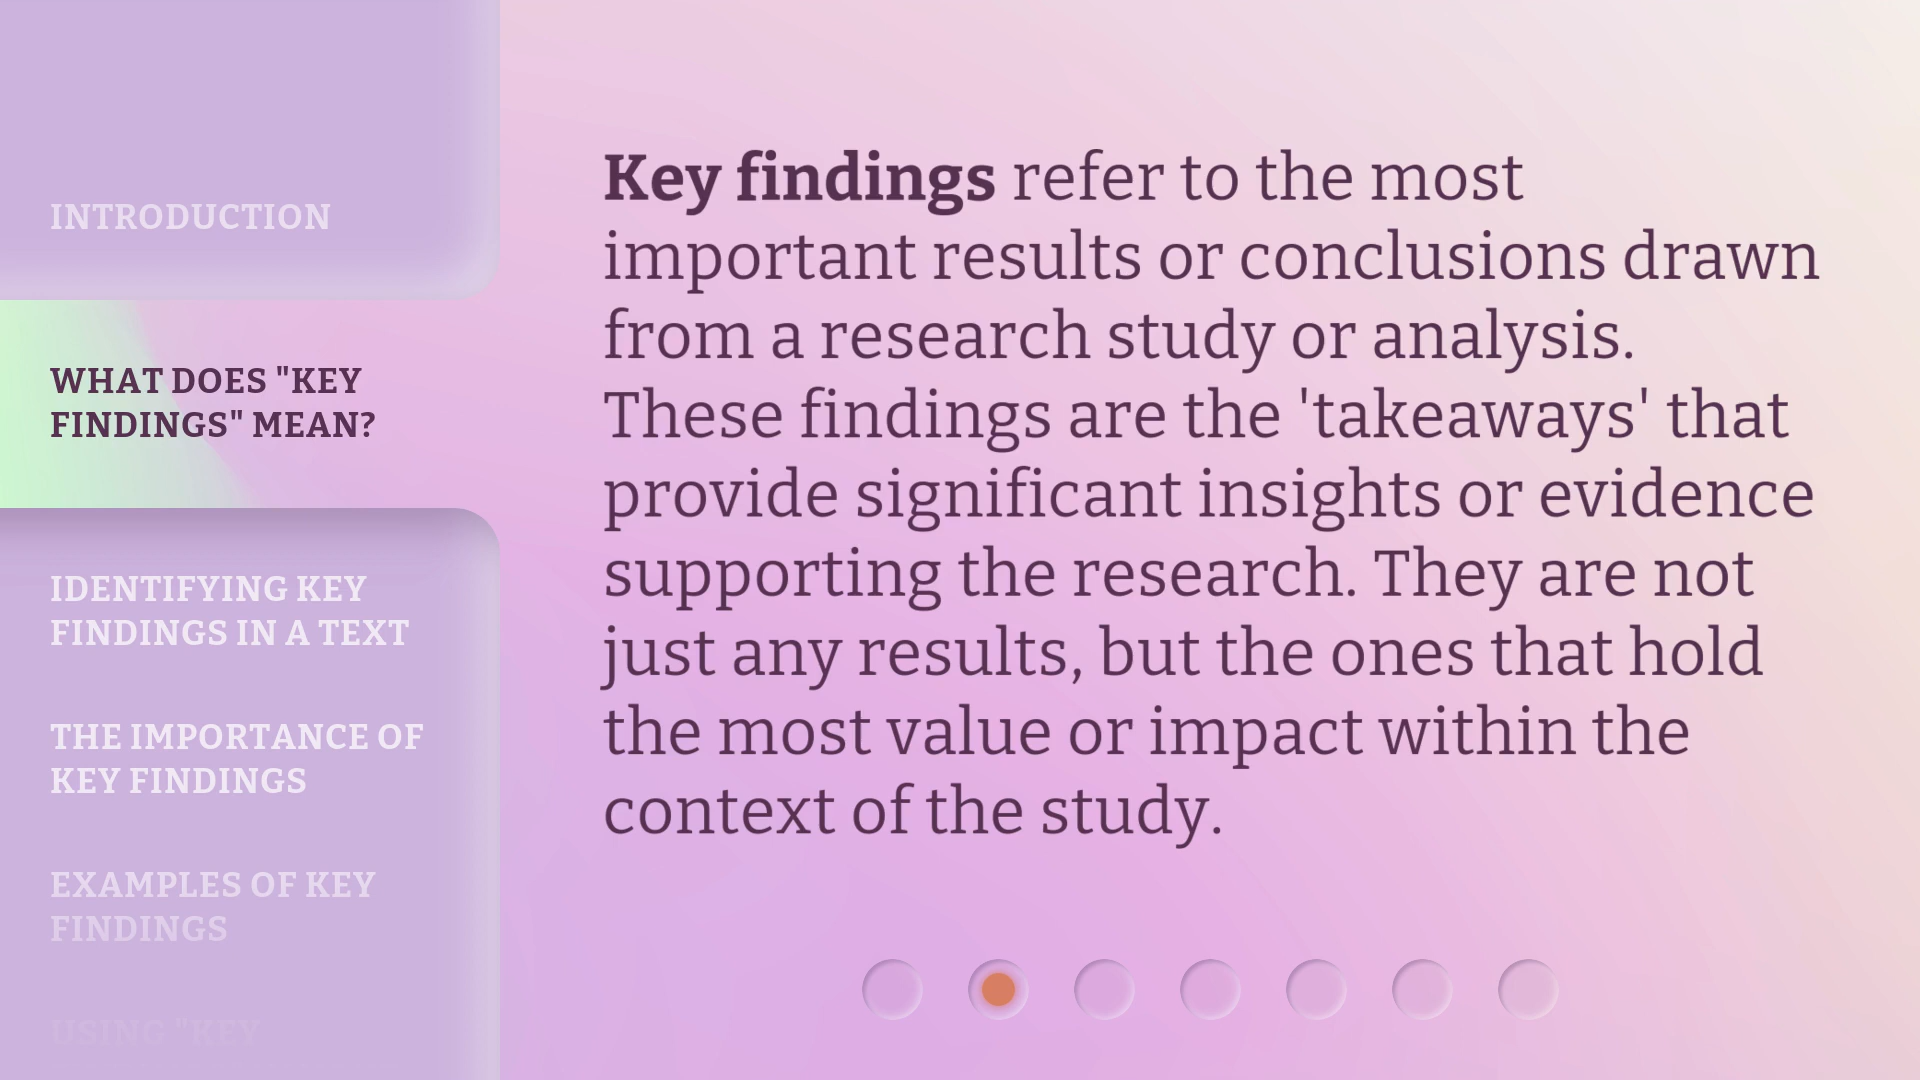 INTRODUCTION
WHAT DOES "KEY
FINDINGS" MEAN?
IDENTIFYING KEY
FINDINGS IN A TEXT
THE IMPORTANCE OF
KEY FINDINGS
EXAMPLES OF KEY
FINDINGS
USING "KEY
Key findings refer to the most
important results or conclusions drawn
from a research study or analysis.
These findings are the 'takeaways' that
provide significant insights or evidence
supporting the research. They are not
just any results, but the ones that hold
the most value or impact within the
context of the study.